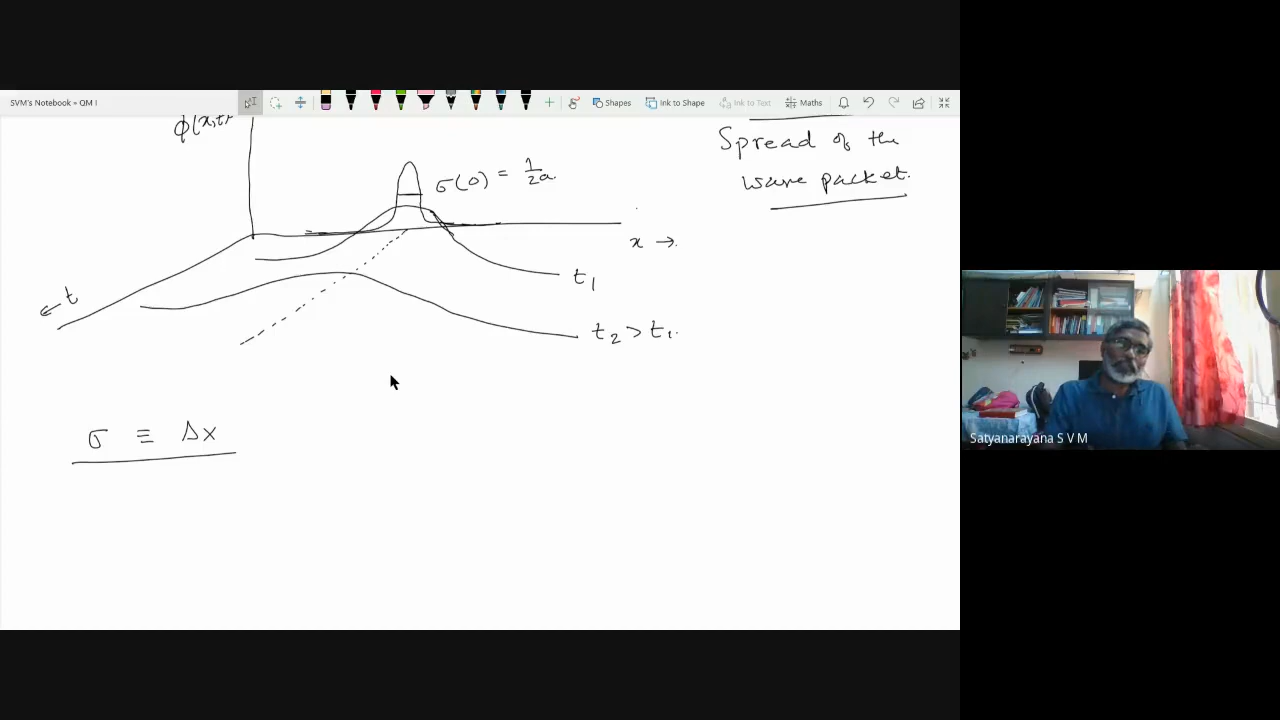 SVM's Notebook » QM I
Shapes
Ink to Shape
Ink to Text
Maths
ϕ(x,t)
Spread of the
wave packet.
σ(0) = 1/2a
x →
t₁
← t
t₂ > t₁
σ ≡ Δx
Satyanarayana S V M